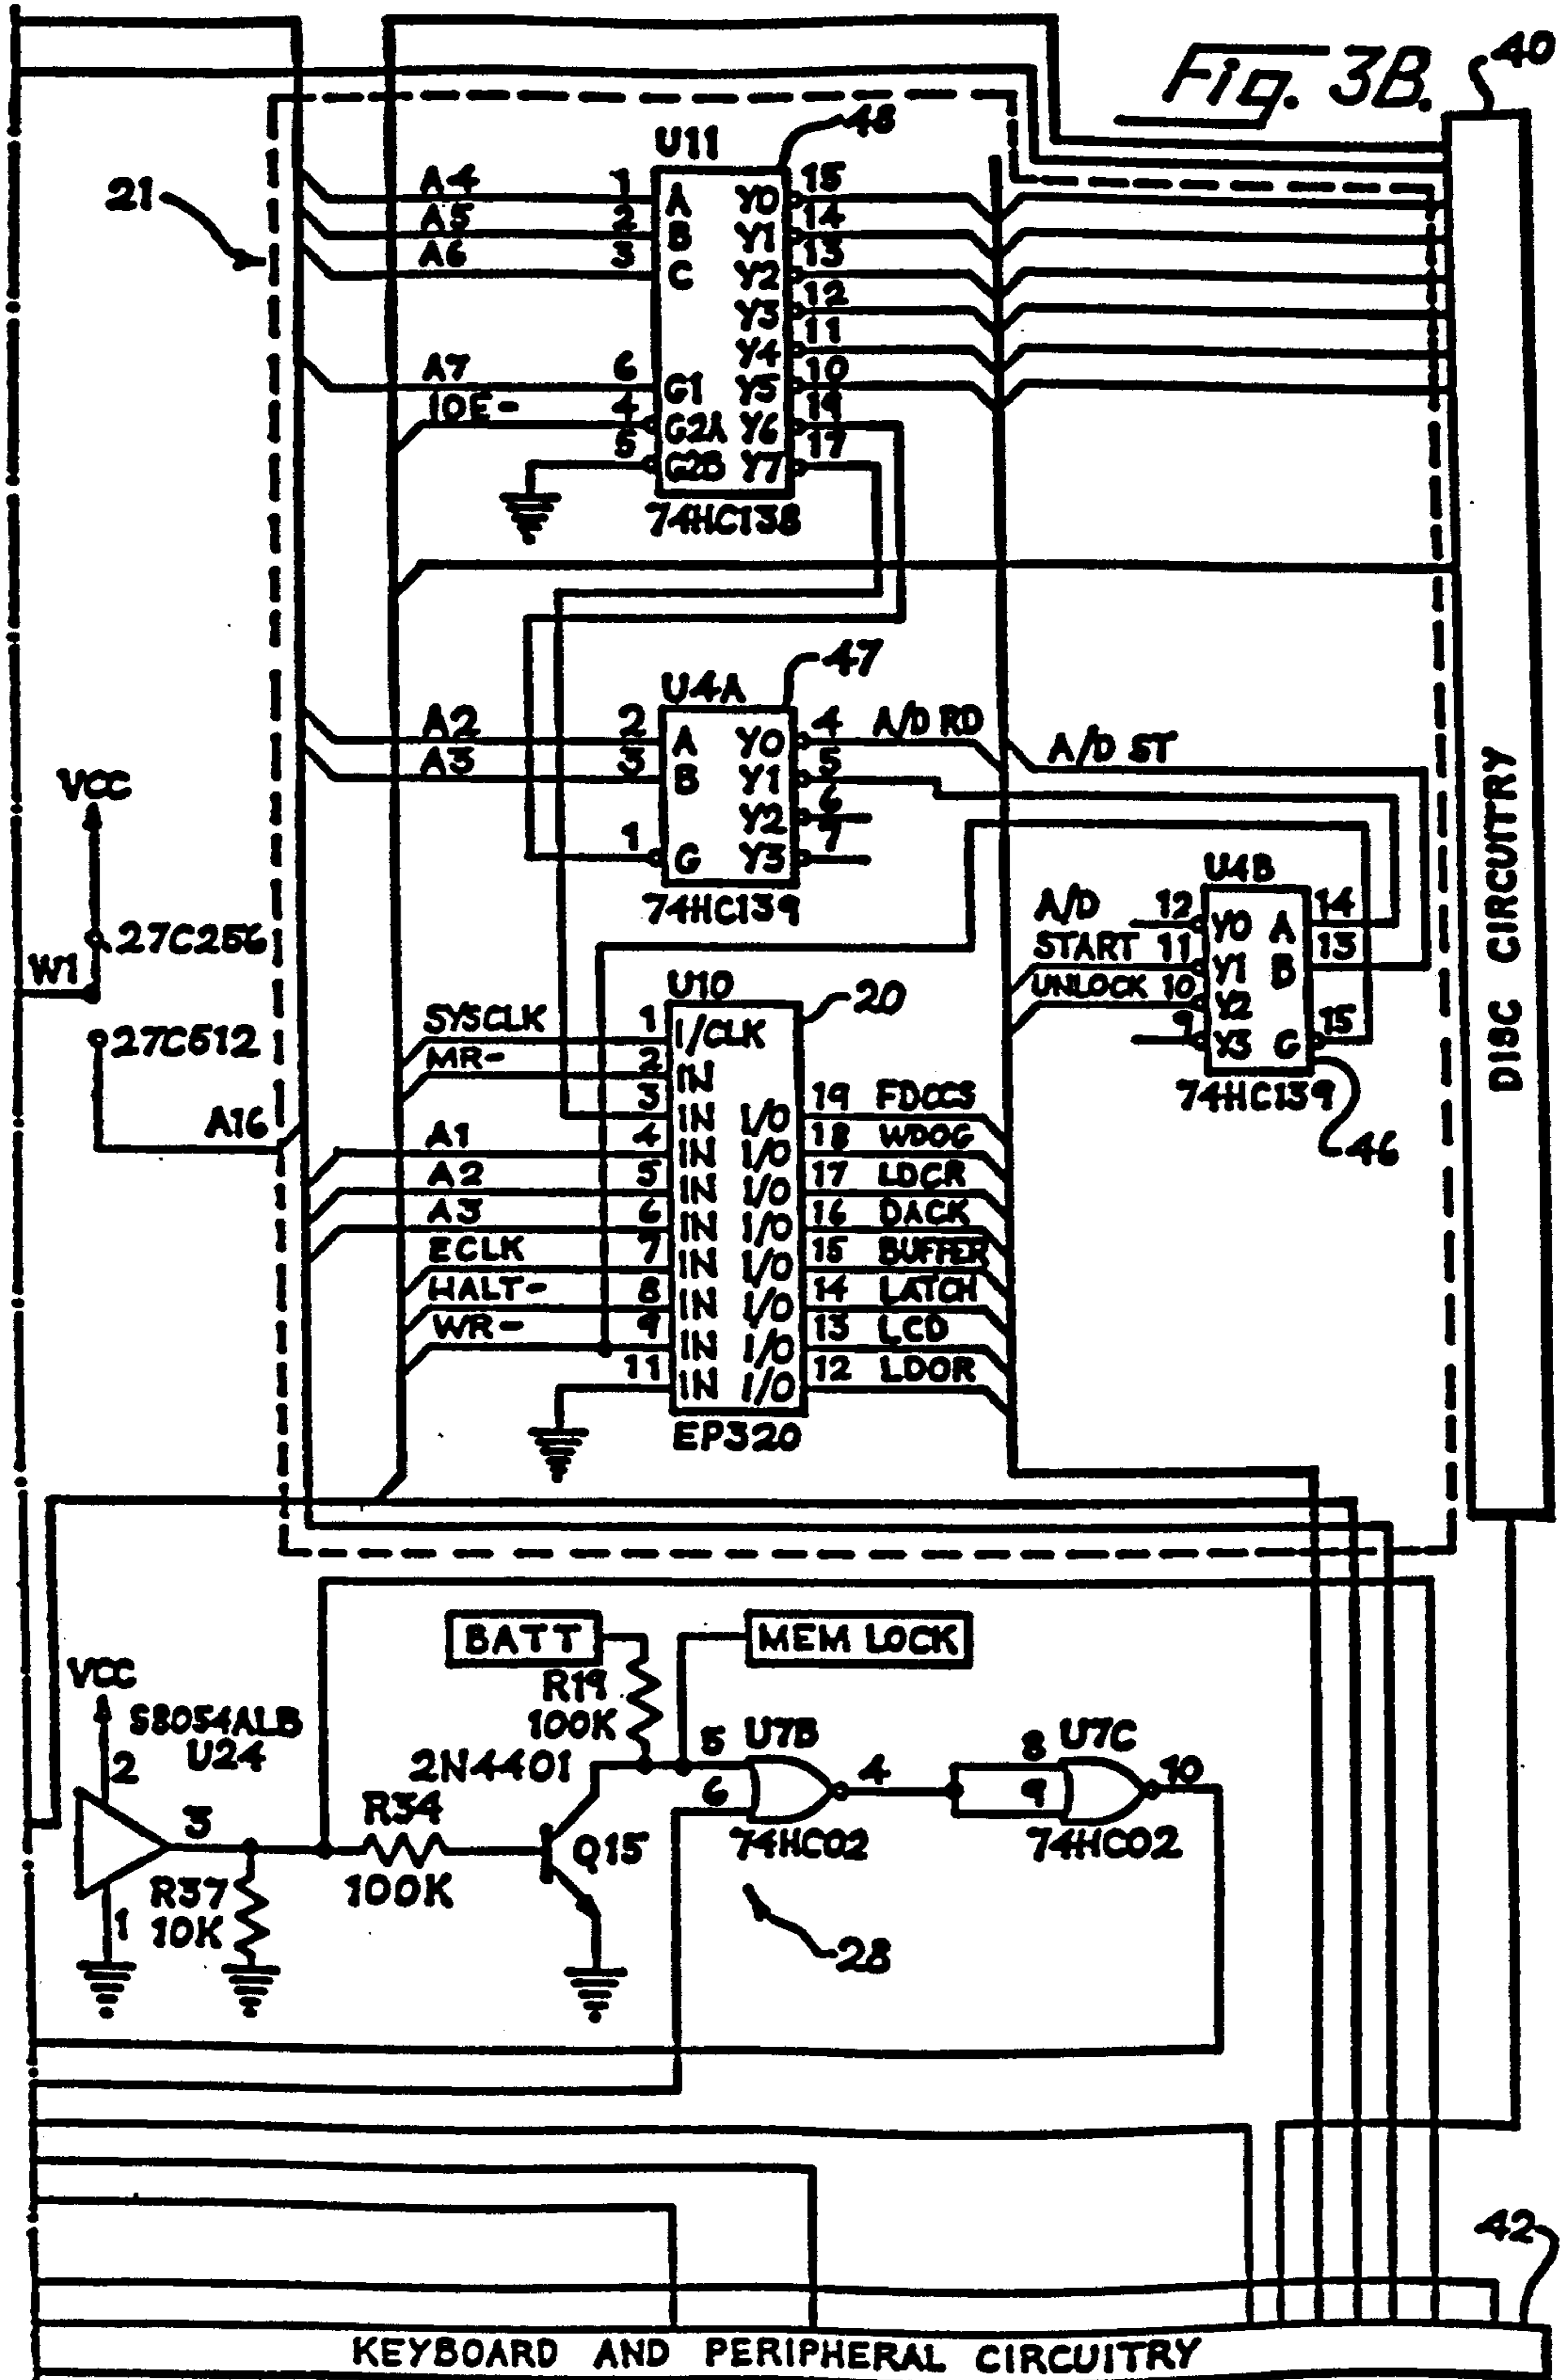 Fig. 3B.
40
48
U11
21
A4 1 A Y0 15
A5 2 B Y1 14
A6 3 C Y2 13
Y3 12
Y4 11
A7 6 G1 Y5 10
IOE- 4 G2A Y6 19
5 G2B Y7 17
74HC138
47
U4A
A2 2 A Y0 4 A/D RD
A3 3 B Y1 5
Y2 6
1 G Y3 7
74HC139
A/D ST
VCC
27C256
W1
27C512
A16
U4B
A/D 12 Y0 A 14
START 11 Y1 B 13
UNLOCK 10 Y2
9 Y3 G 15
74HC139
46
DISC CIRCUITRY
U10
20
SYSCLK 1 I/CLK
MR- 2 IN
3 IN I/O 19 FDCCS
A1 4 IN I/O 18 WDOG
A2 5 IN I/O 17 LDCR
A3 6 IN I/O 16 DACK
ECLK 7 IN I/O 15 BUFFER
HALT- 8 IN I/O 14 LATCH
WR- 9 IN I/O 13 LCD
11 IN I/O 12 LDOR
EP320
BATT
MEM LOCK
VCC
S8054ALB
U24
2
3
1
R37
10K
R34
100K
R19
100K
2N4401
Q15
5 U7B
6
4
74HC02
8 U7C
9
10
74HC02
28
42
KEYBOARD AND PERIPHERAL CIRCUITRY